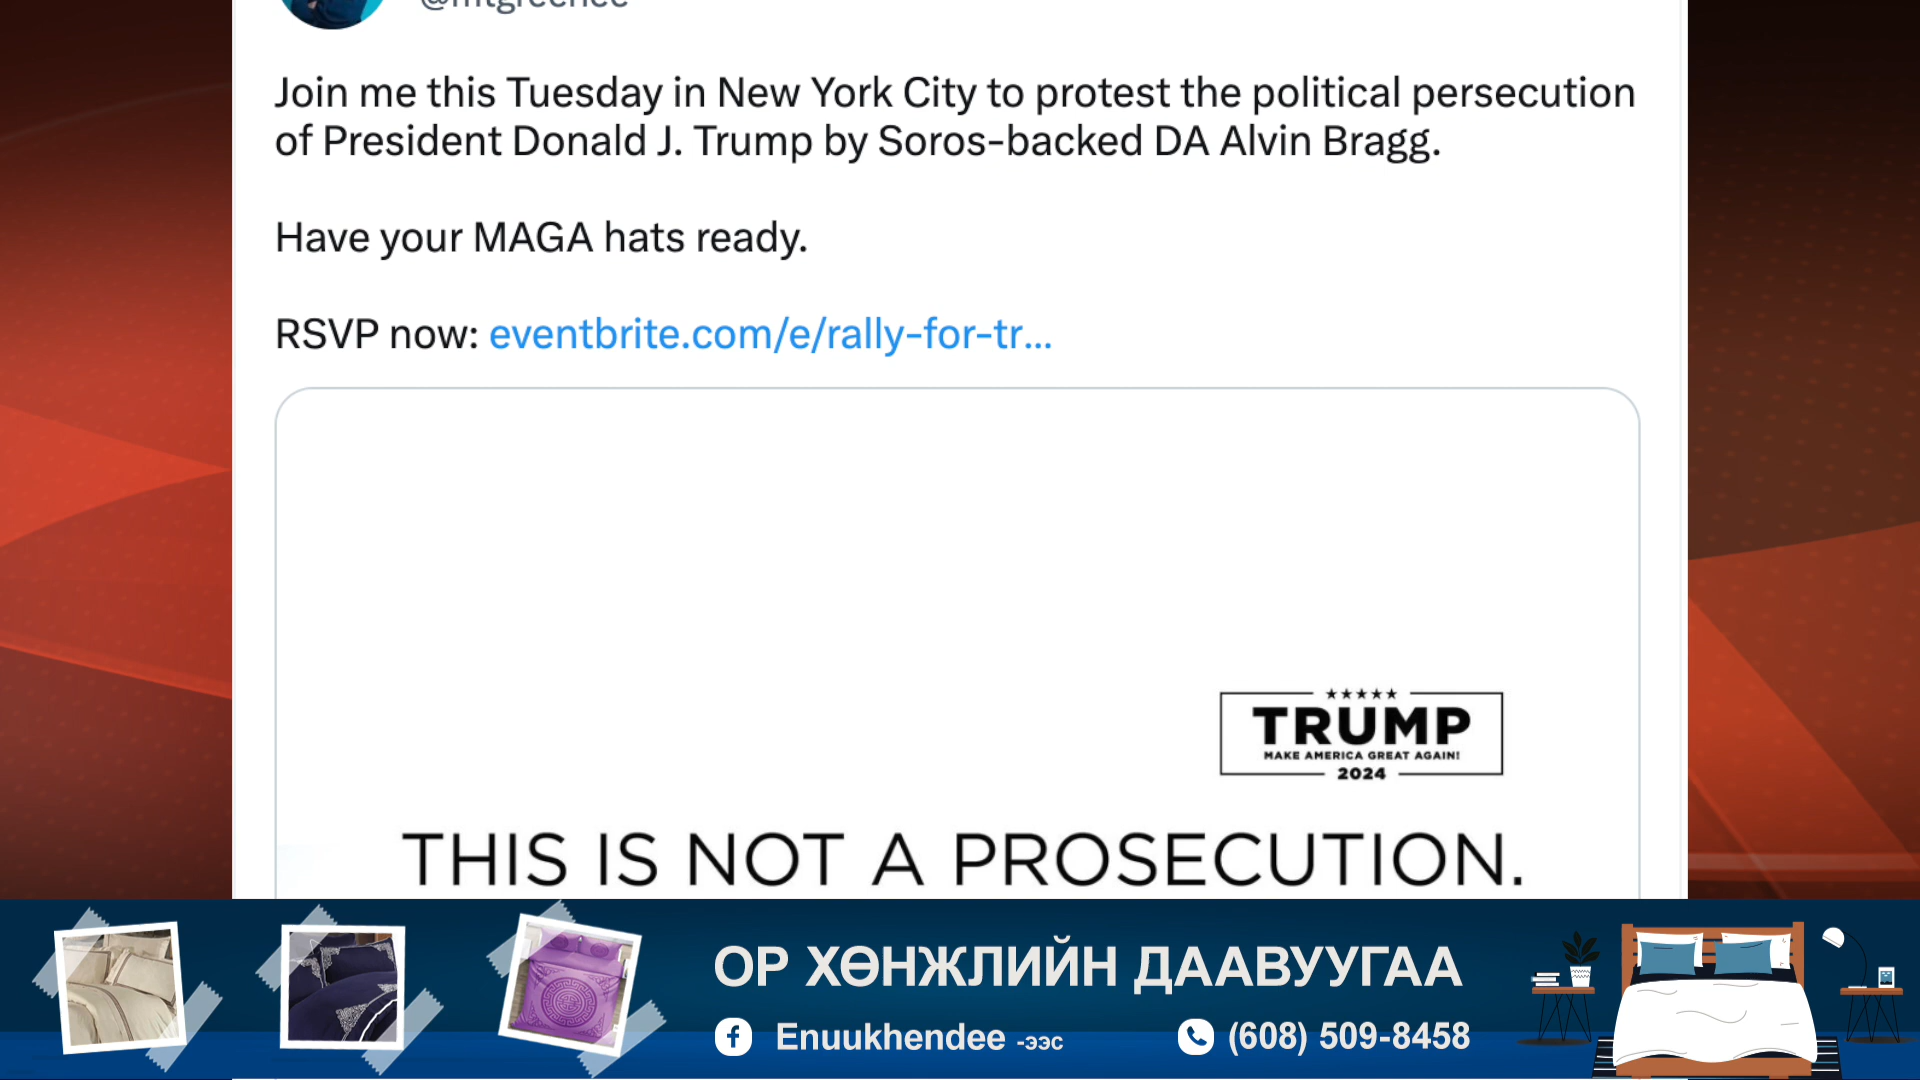 @mtgreenee
Join me this Tuesday in New York City to protest the political persecution
of President Donald J. Trump by Soros-backed DA Alvin Bragg.
Have your MAGA hats ready.
RSVP now: eventbrite.com/e/rally-for-tr...
TRUMP
MAKE AMERICA GREAT AGAIN!
2024
THIS IS NOT A PROSECUTION.
ОР ХӨНЖЛИЙН ДААВУУГАА
Enuukhendee -ээс
(608) 509-8458